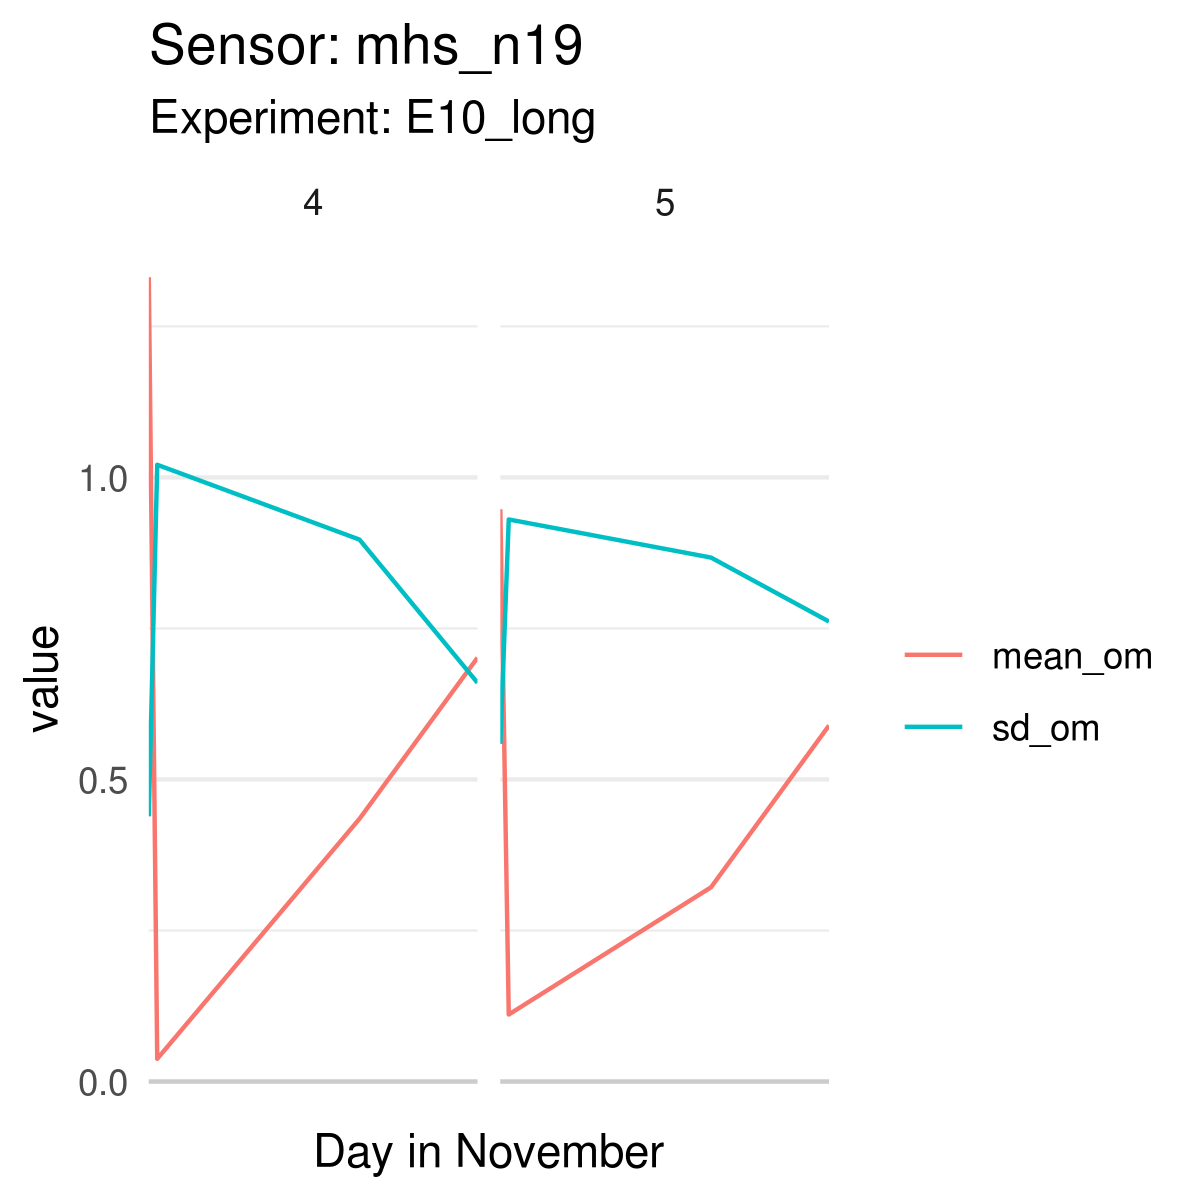 Sensor: mhs_n19
Experiment: E10_long
4
5
1.0
0.5
0.0
value
mean_om
sd_om
Day in November